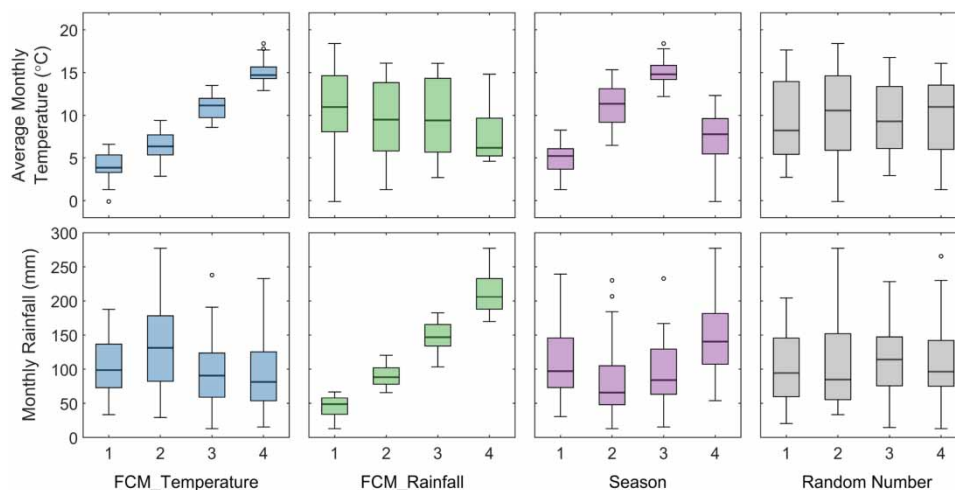 Average Monthly
Temperature (°C)
20
15
10
5
0
Monthly Rainfall (mm)
300
250
200
150
100
50
0
1 2 3 4
1 2 3 4
1 2 3 4
1 2 3 4
FCM_Temperature
FCM_Rainfall
Season
Random Number